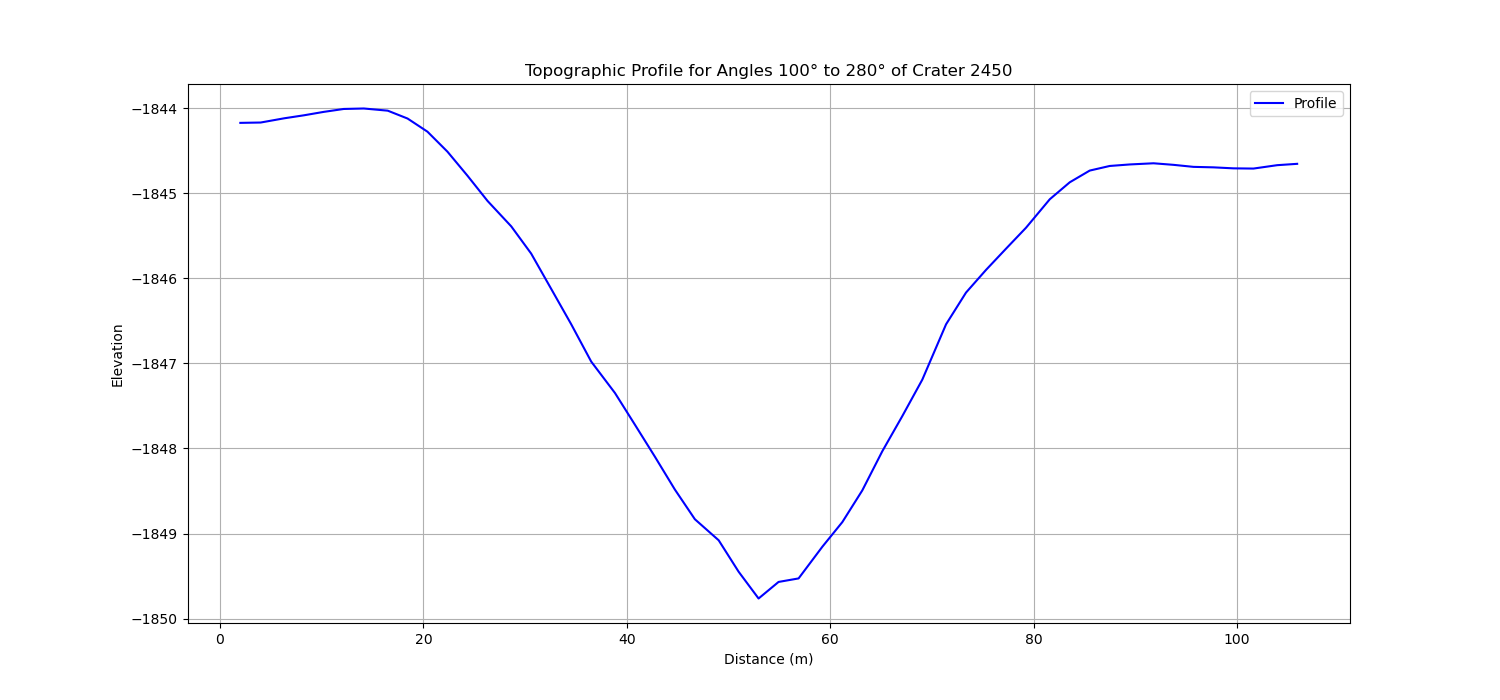 Topographic Profile for Angles 100° to 280° of Crater 2450
Profile
Elevation
−1844
−1845
−1846
−1847
−1848
−1849
−1850
0 20 40 60 80 100
Distance (m)